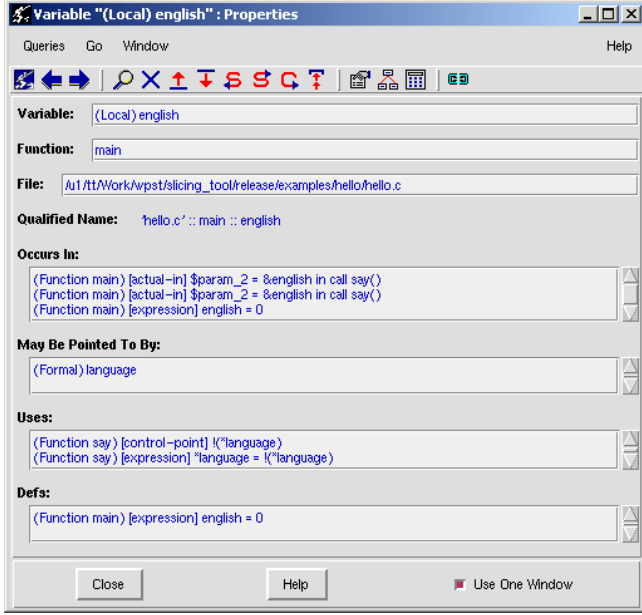 Variable "(Local) english" : Properties
Queries Go Window Help
Variable: (Local) english
Function: main
File: /u1/tt/Work/wpst/slicing_tool/release/examples/hello/hello.c
Qualified Name: 'hello.c' :: main :: english
Occurs In:
(Function main) [actual-in] $param_2 = &english in call say()
(Function main) [actual-in] $param_2 = &english in call say()
(Function main) [expression] english = 0
May Be Pointed To By:
(Formal) language
Uses:
(Function say) [control-point] !(*language)
(Function say) [expression] *language = !(*language)
Defs:
(Function main) [expression] english = 0
Close Help Use One Window